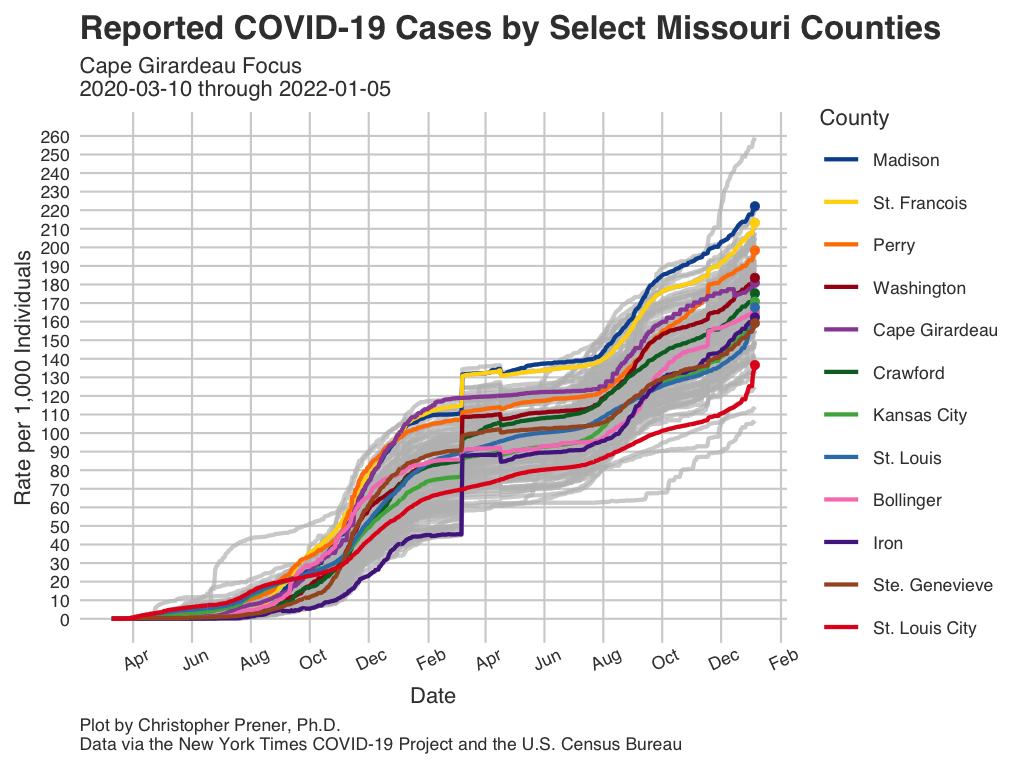 Reported COVID-19 Cases by Select Missouri Counties
Cape Girardeau Focus
2020-03-10 through 2022-01-05
County
Madison
St. Francois
Perry
Washington
Cape Girardeau
Crawford
Kansas City
St. Louis
Bollinger
Iron
Ste. Genevieve
St. Louis City
Rate per 1,000 Individuals
260
250
240
230
220
210
200
190
180
170
160
150
140
130
120
110
100
90
80
70
60
50
40
30
20
10
0
Apr Jun Aug Oct Dec Feb Apr Jun Aug Oct Dec Feb
Date
Plot by Christopher Prener, Ph.D.
Data via the New York Times COVID-19 Project and the U.S. Census Bureau